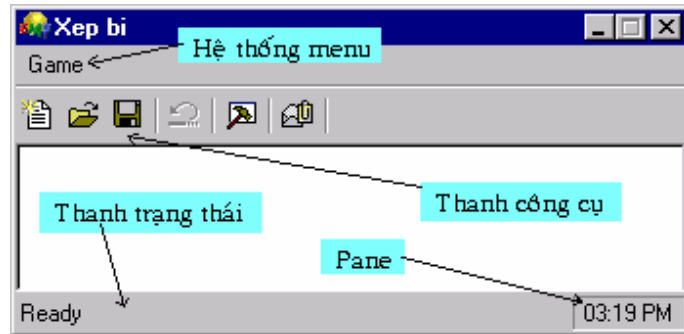 Xep bi
Hệ thống menu
Game
Thanh công cụ
Thanh trạng thái
Pane
Ready
03:19 PM